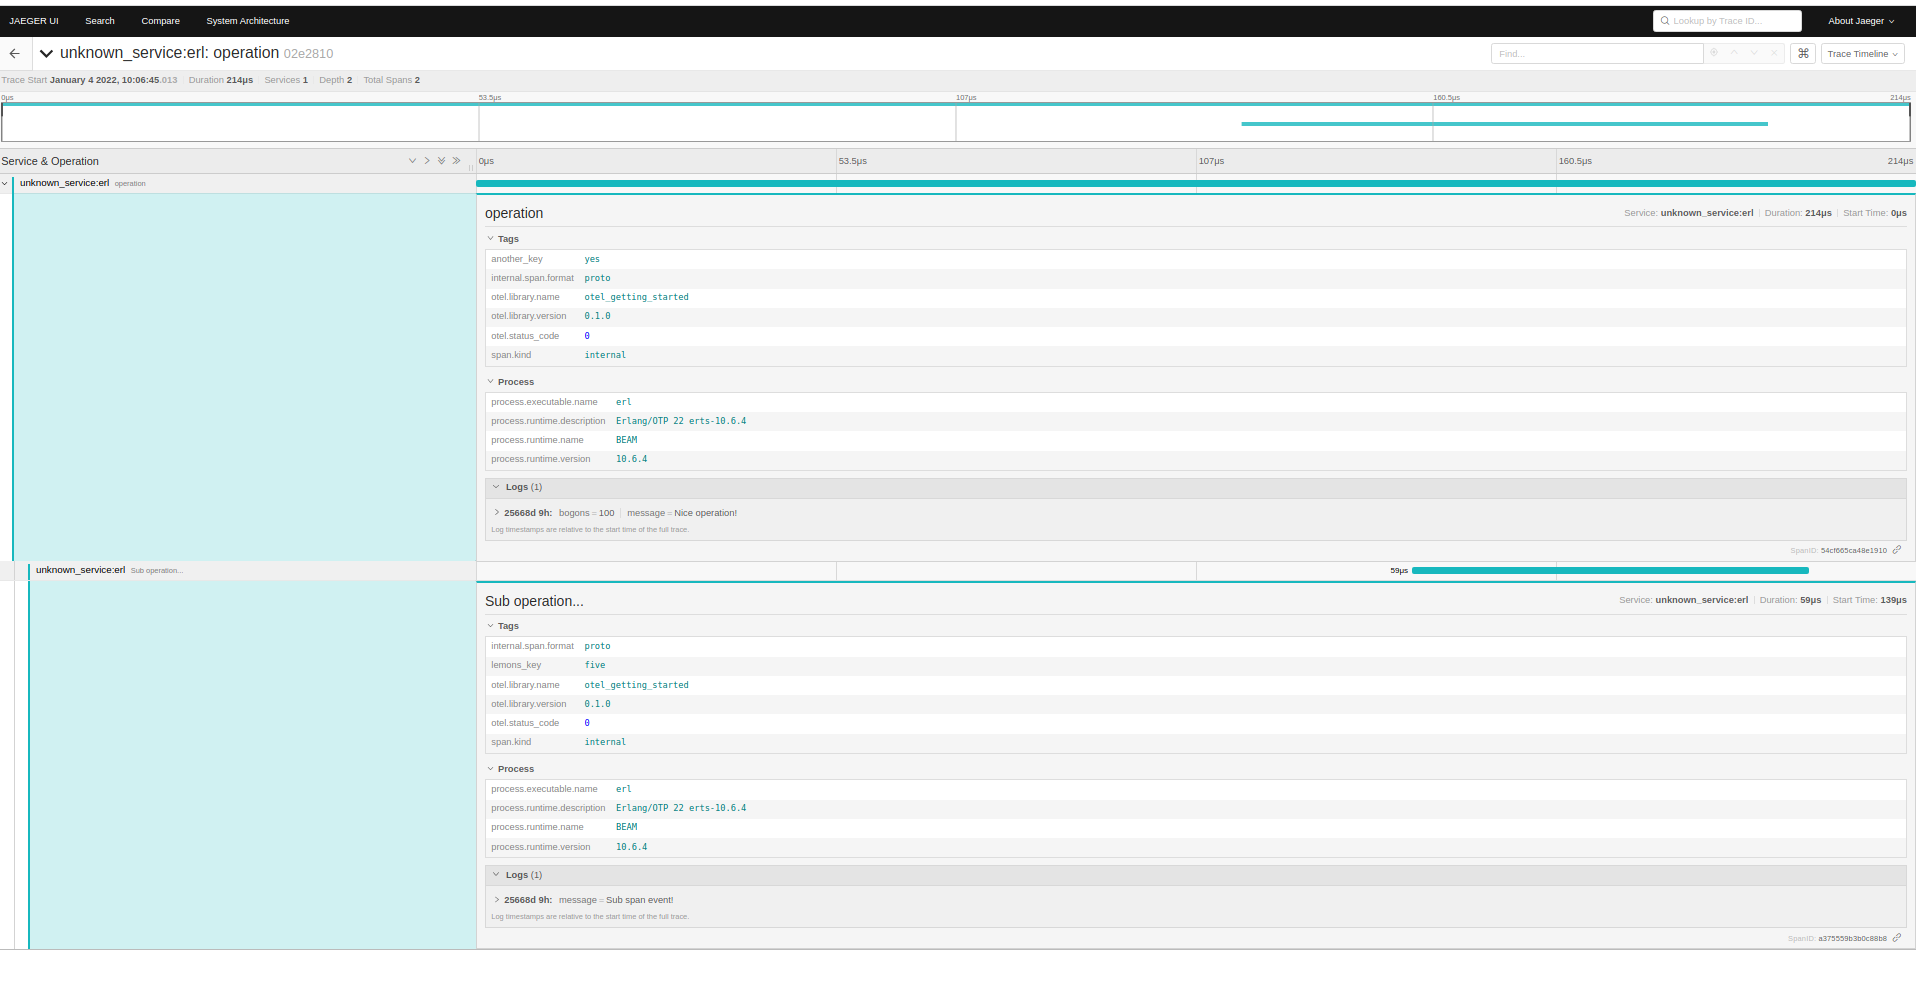 JAEGER UI Search Compare System Architecture Lookup by Trace ID... About Jaeger
unknown_service:erl: operation 02e2810 Find... ⌘ Trace Timeline
Trace Start January 4 2022, 10:06:45.013 Duration 214μs Services 1 Depth 2 Total Spans 2
0μs 53.5μs 107μs 160.5μs 214μs
Service & Operation 0μs 53.5μs 107μs 160.5μs 214μs
unknown_service:erl operation
operation Service: unknown_service:erl Duration: 214μs Start Time: 0μs
Tags
another_key yes
internal.span.format proto
otel.library.name otel_getting_started
otel.library.version 0.1.0
otel.status_code 0
span.kind internal
Process
process.executable.name erl
process.runtime.description Erlang/OTP 22 erts-10.6.4
process.runtime.name BEAM
process.runtime.version 10.6.4
Logs (1)
25668d 9h: bogons = 100 message = Nice operation!
Log timestamps are relative to the start time of the full trace.
SpanID: 54cf665ca48e1910
unknown_service:erl Sub operation... 59μs
Sub operation... Service: unknown_service:erl Duration: 59μs Start Time: 139μs
Tags
internal.span.format proto
lemons_key five
otel.library.name otel_getting_started
otel.library.version 0.1.0
otel.status_code 0
span.kind internal
Process
process.executable.name erl
process.runtime.description Erlang/OTP 22 erts-10.6.4
process.runtime.name BEAM
process.runtime.version 10.6.4
Logs (1)
25668d 9h: message = Sub span event!
Log timestamps are relative to the start time of the full trace.
SpanID: a375559b3b0c88b8